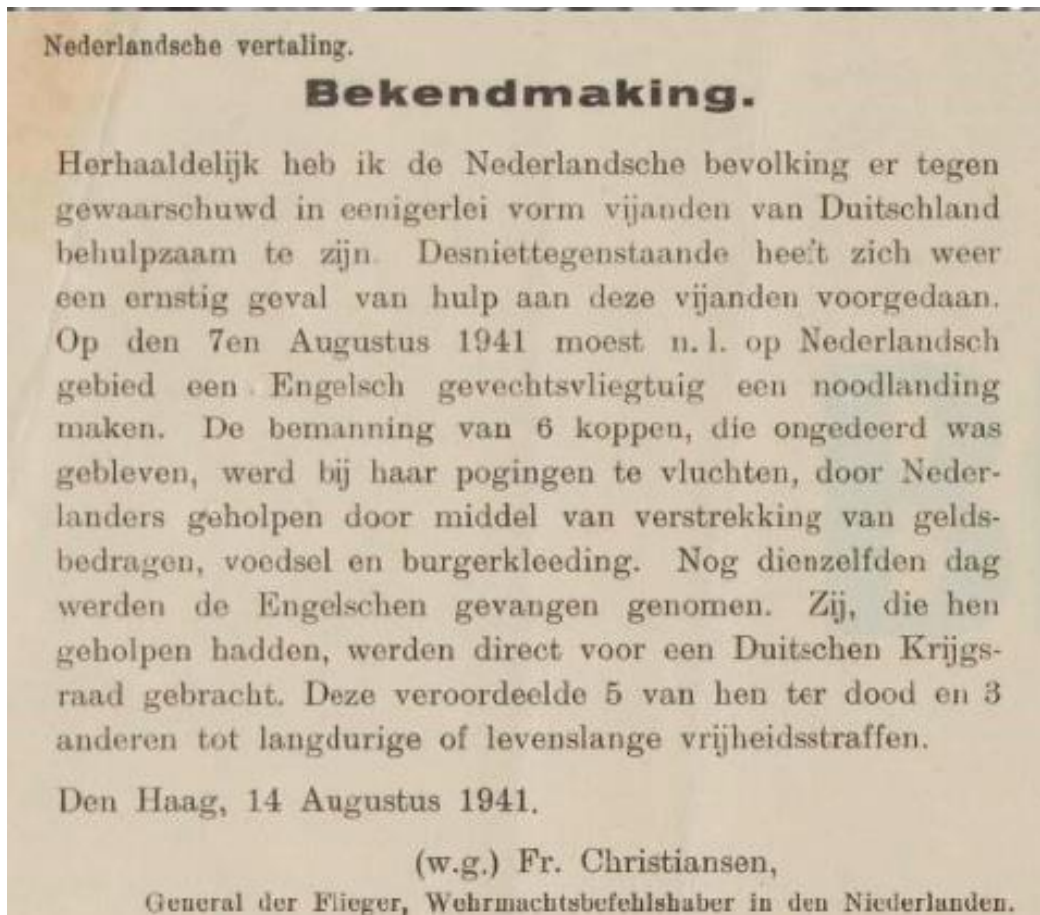 Nederlandsche vertaling.
Bekendmaking.
Herhaaldelijk heb ik de Nederlandsche bevolking er tegen
gewaarschuwd in eenigerlei vorm vijanden van Duitschland
behulpzaam te zijn. Desniettegenstaande heeft zich weer
een ernstig geval van hulp aan deze vijanden voorgedaan.
Op den 7en Augustus 1941 moest n. l. op Nederlandsch
gebied een Engelsch gevechtsvliegtuig een noodlanding
maken. De bemanning van 6 koppen, die ongedeerd was
gebleven, werd bij haar pogingen te vluchten, door Neder-
landers geholpen door middel van verstrekking van gelds-
bedragen, voedsel en burgerkleeding. Nog dienzelfden dag
werden de Engelschen gevangen genomen. Zij, die hen
geholpen hadden, werden direct voor een Duitschen Krijgs-
raad gebracht. Deze veroordeelde 5 van hen ter dood en 3
anderen tot langdurige of levenslange vrijheidsstraffen.
Den Haag, 14 Augustus 1941.
(w.g.) Fr. Christiansen,
General der Flieger, Wehrmachtsbefehlshaber in den Niederlanden.